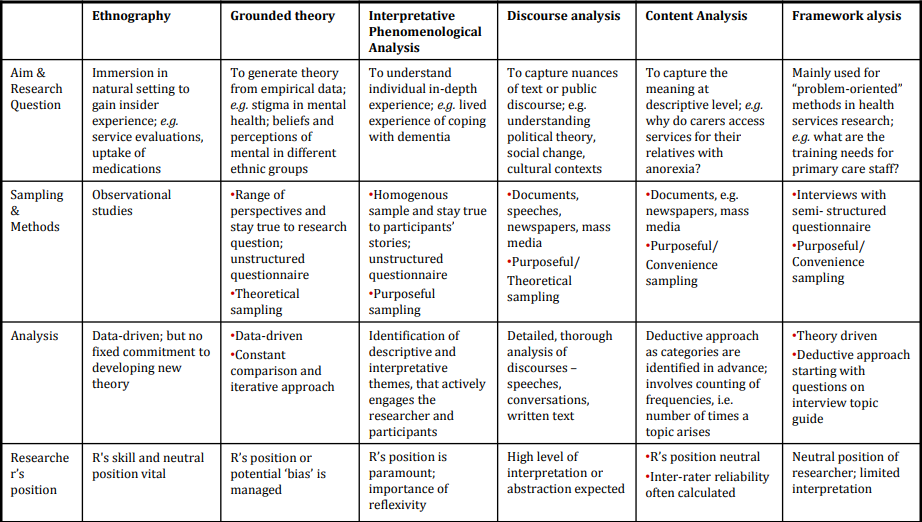 Ethnography
Grounded theory
Interpretative
Phenomenological
Analysis
Discourse analysis
Content Analysis
Framework alysis
Aim &
Research
Question
Immersion in
natural setting to
gain insider
experience; e.g.
service evaluations,
uptake of
medications
To generate theory
from empirical data;
e.g. stigma in mental
health; beliefs and
perceptions of
mental in different
ethnic groups
To understand
individual in-depth
experience; e.g. lived
experience of coping
with dementia
To capture nuances
of text or public
discourse; e.g.
understanding
political theory,
social change,
cultural contexts
To capture the
meaning at
descriptive level; e.g.
why do carers access
services for their
relatives with
anorexia?
Mainly used for
“problem-oriented”
methods in health
services research;
e.g. what are the
training needs for
primary care staff?
Sampling
&
Methods
Observational
studies
•Range of
perspectives and
stay true to research
question;
unstructured
questionnaire
•Theoretical
sampling
•Homogenous
sample and stay true
to participants’
stories;
unstructured
questionnaire
•Purposeful
sampling
•Documents,
speeches,
newspapers, mass
media
•Purposeful/
Theoretical
sampling
•Documents, e.g.
newspapers, mass
media
•Purposeful/
Convenience
sampling
•Interviews with
semi- structured
questionnaire
•Purposeful/
Convenience
sampling
Analysis
Data-driven; but no
fixed commitment to
developing new
theory
•Data-driven
•Constant
comparison and
iterative approach
Identification of
descriptive and
interpretative
themes, that actively
engages the
researcher and
participants
Detailed, thorough
analysis of
discourses –
speeches,
conversations,
written text
Deductive approach
as categories are
identified in advance;
involves counting of
frequencies, i.e.
number of times a
topic arises
•Theory driven
•Deductive approach
starting with
questions on
interview topic
guide
Researche
r’s
position
R's skill and neutral
position vital
R’s position or
potential ‘bias’ is
managed
R’s position is
paramount;
importance of
reflexivity
High level of
interpretation or
abstraction expected
•R’s position neutral
•Inter-rater reliability
often calculated
Neutral position of
researcher; limited
interpretation